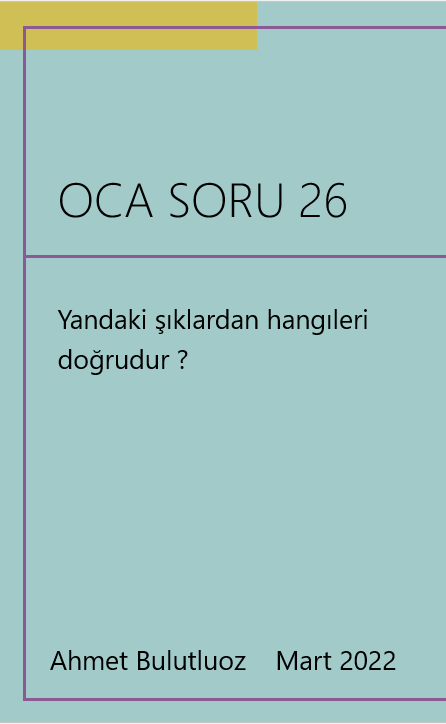 OCA SORU 26
Yandaki şıklardan hangıleri
doğrudur ?
Ahmet Bulutluoz Mart 2022